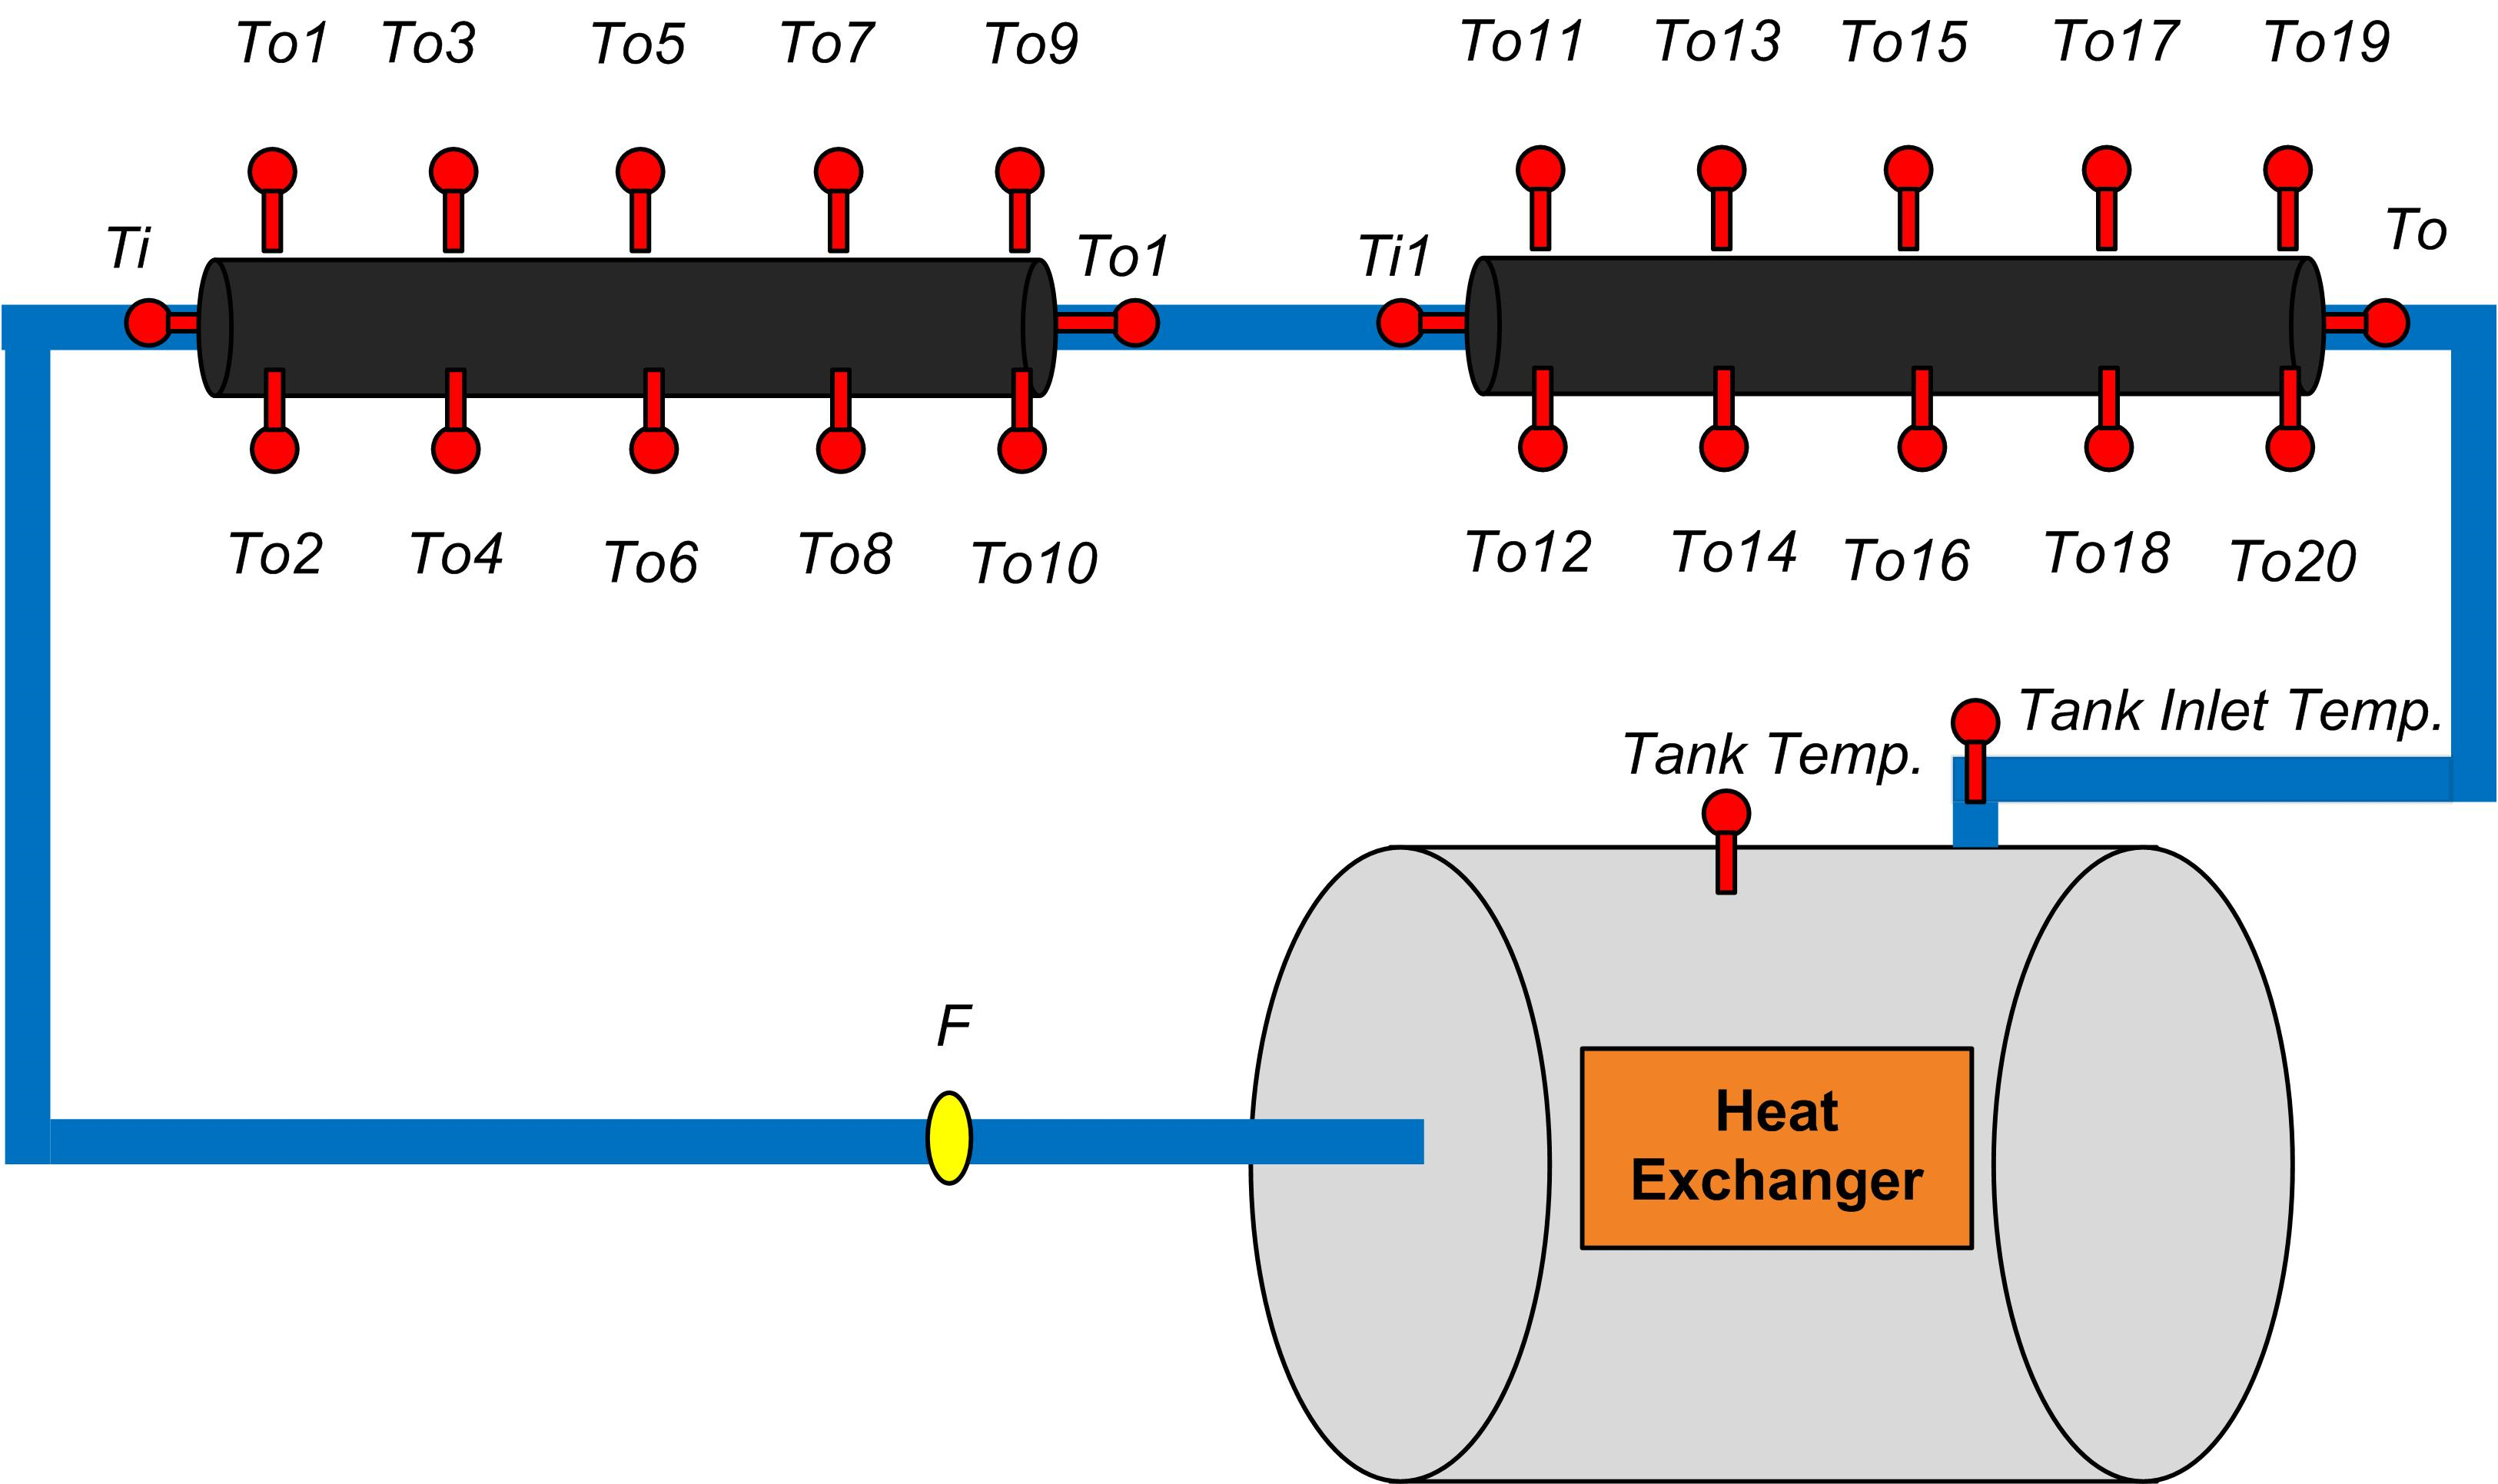 To1 To3 To5 To7 To9 To11 To13 To15 To17 To19
Ti To1 Ti1 To
To2 To4 To6 To8 To10 To12 To14 To16 To18 To20
Tank Inlet Temp.
Tank Temp.
F
Heat
Exchanger